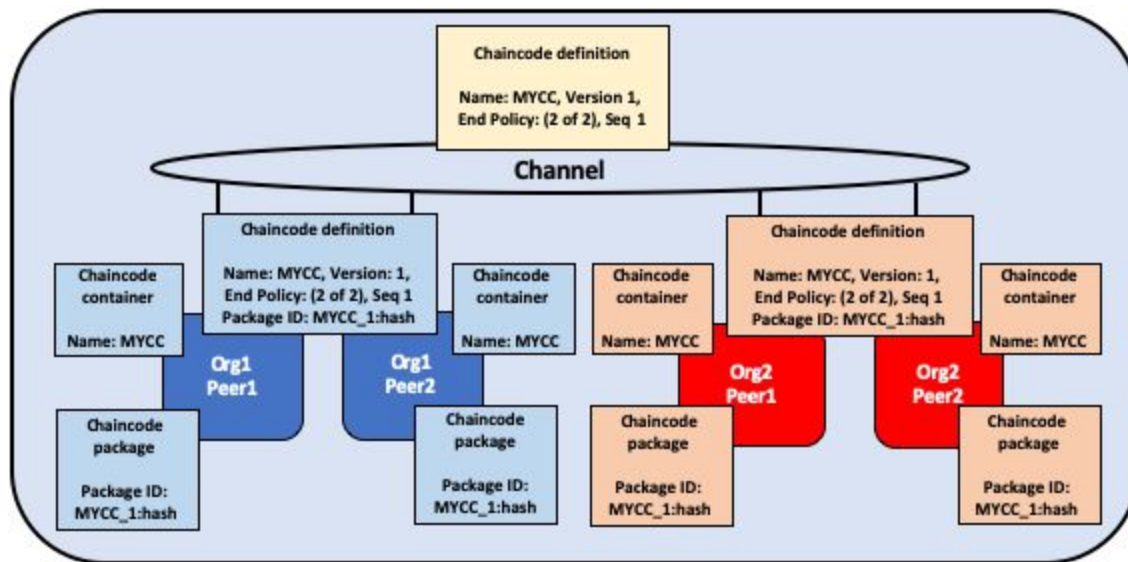 Chaincode definition
Name: MYCC, Version 1,
End Policy: (2 of 2), Seq 1
Channel
Chaincode definition
Name: MYCC, Version: 1,
End Policy: (2 of 2), Seq 1
Package ID: MYCC_1:hash
Chaincode
container
Name: MYCC
Chaincode
container
Name: MYCC
Org1
Peer1
Org1
Peer2
Chaincode
package
Package ID:
MYCC_1:hash
Chaincode
package
Package ID:
MYCC_1:hash
Chaincode definition
Name: MYCC, Version: 1,
End Policy: (2 of 2), Seq 1
Package ID: MYCC_1:hash
Chaincode
container
Name: MYCC
Chaincode
container
Name: MYCC
Org2
Peer1
Org2
Peer2
Chaincode
package
Package ID:
MYCC_1:hash
Chaincode
package
Package ID:
MYCC_1:hash